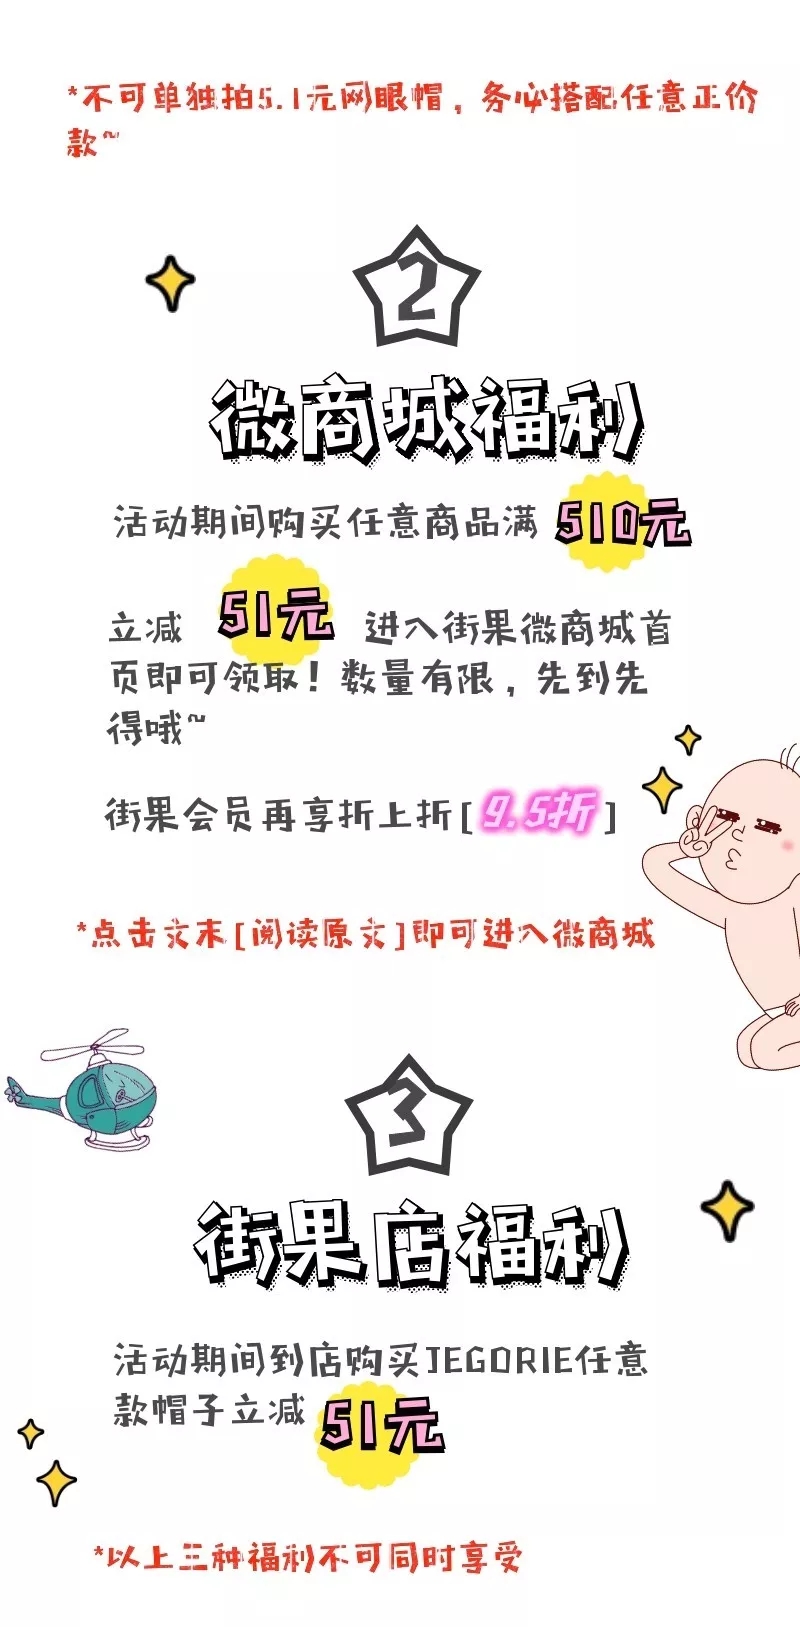 *不可单独拍5.1元网眼帽，务必搭配任意正价
款~
2
微商城福利
活动期间购买任意商品满 510元
立减 51元 进入街果微商城首
页即可领取！数量有限，先到先
得哦~
街果会员再享折上折[9.5折]
*点击文末[阅读原文]即可进入微商城
3
街果店福利
活动期间到店购买JEGORIE任意
款帽子立减 51元
*以上三种福利不可同时享受